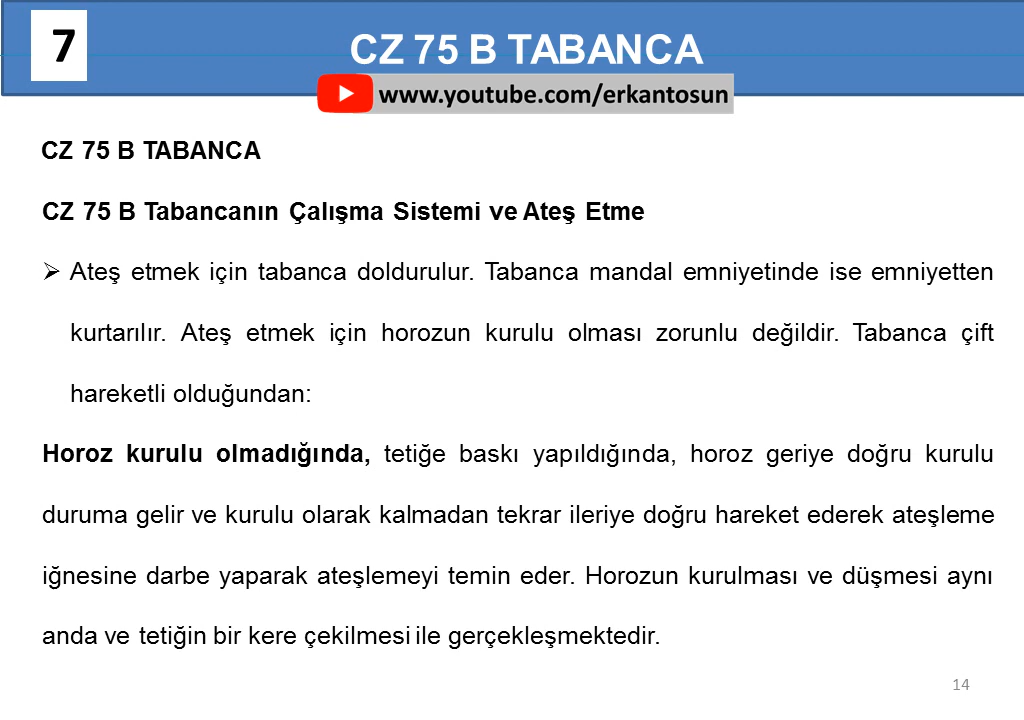 7
CZ 75 B TABANCA
www.youtube.com/erkantosun
CZ 75 B TABANCA
CZ 75 B Tabancanın Çalışma Sistemi ve Ateş Etme
➢ Ateş etmek için tabanca doldurulur. Tabanca mandal emniyetinde ise emniyetten
kurtarılır. Ateş etmek için horozun kurulu olması zorunlu değildir. Tabanca çift
hareketli olduğundan:
Horoz kurulu olmadığında, tetiğe baskı yapıldığında, horoz geriye doğru kurulu
duruma gelir ve kurulu olarak kalmadan tekrar ileriye doğru hareket ederek ateşleme
iğnesine darbe yaparak ateşlemeyi temin eder. Horozun kurulması ve düşmesi aynı
anda ve tetiğin bir kere çekilmesi ile gerçekleşmektedir.
14